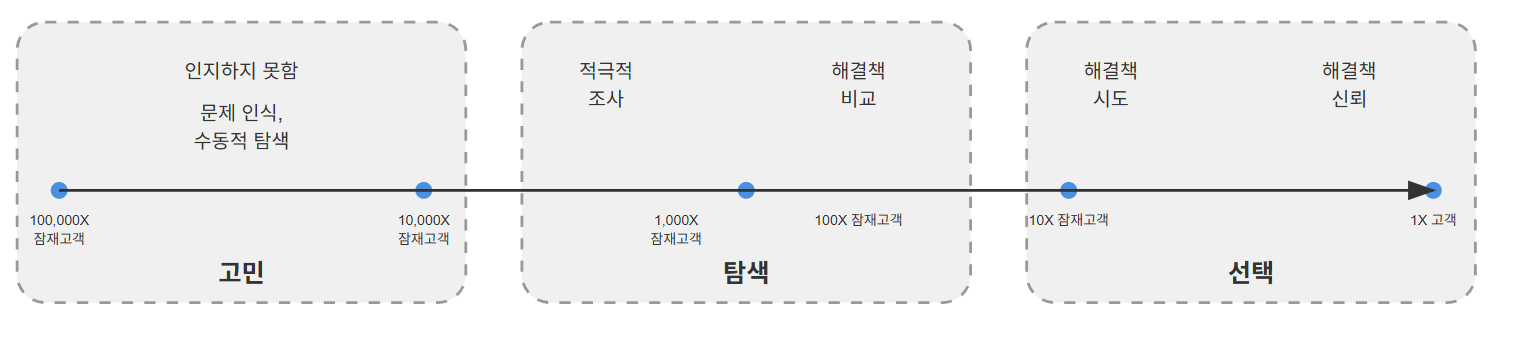 인지하지 못함
문제 인식,
수동적 탐색
100,000X
잠재고객
10,000X
잠재고객
고민
적극적
조사
해결책
비교
1,000X
잠재고객
100X 잠재고객
탐색
해결책
시도
해결책
신뢰
10X 잠재고객
1X 고객
선택